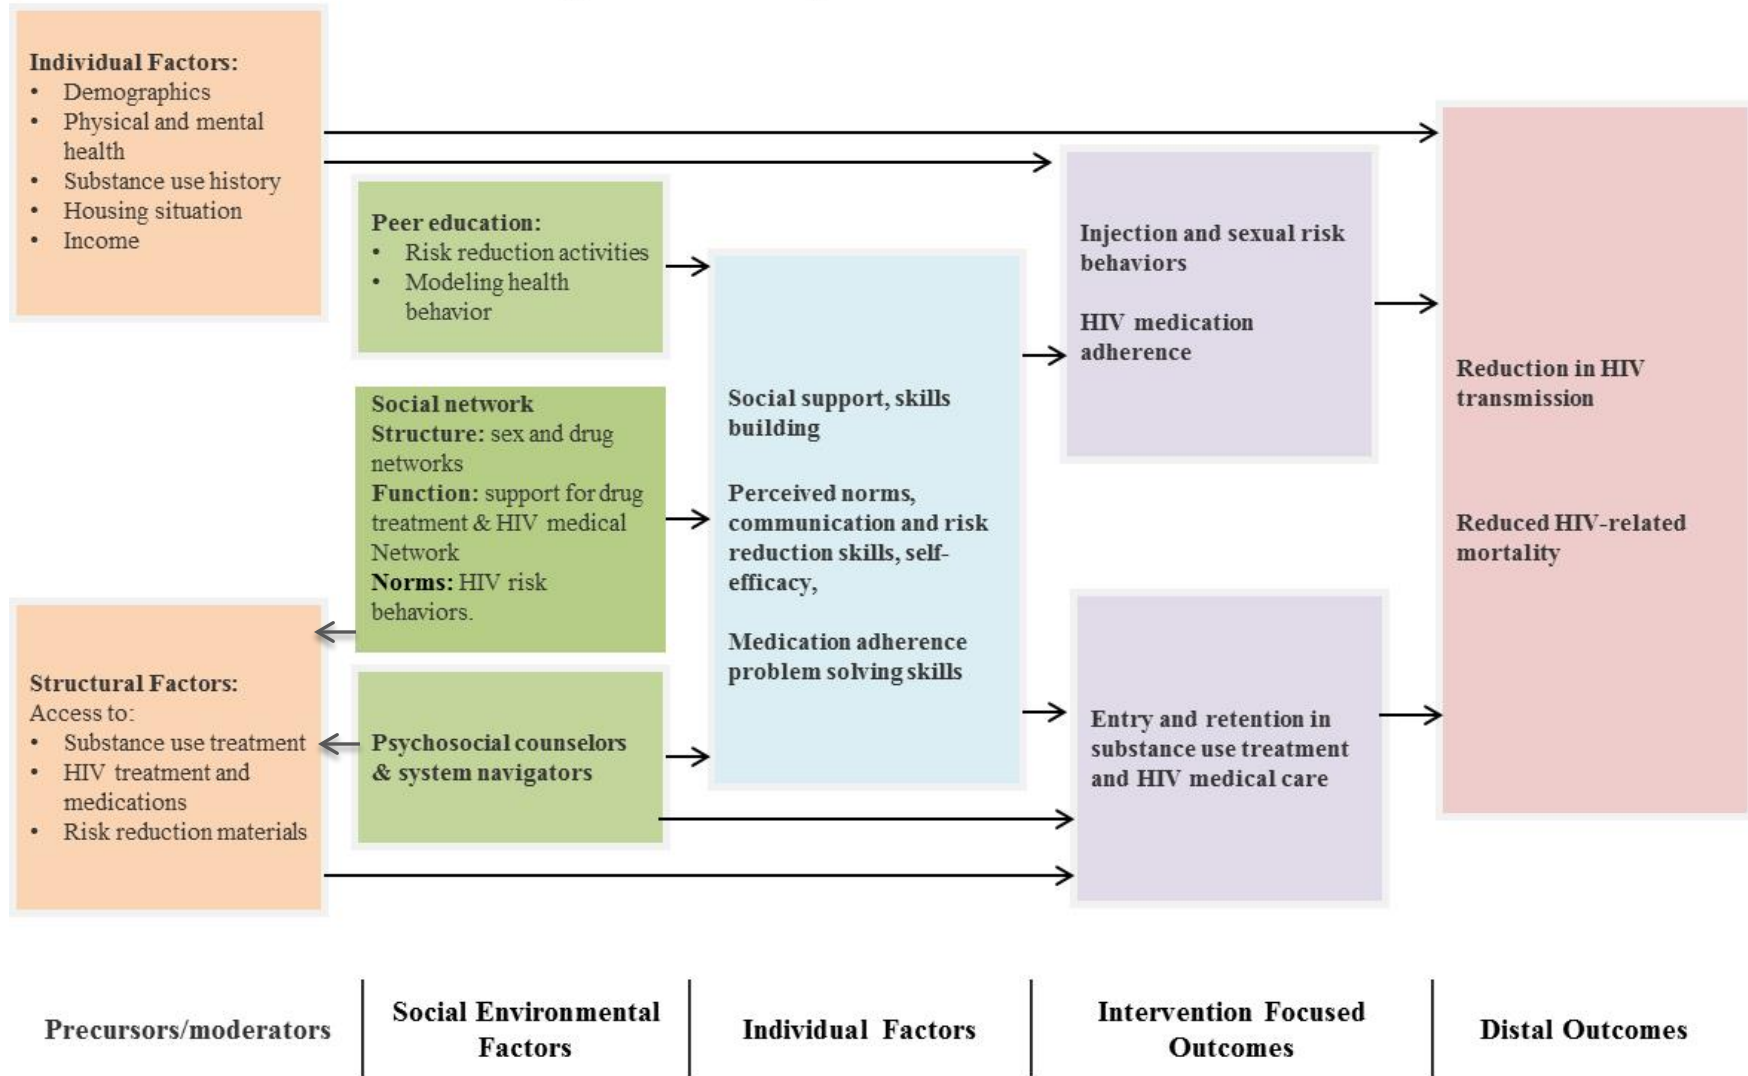 Individual Factors:
• Demographics
• Physical and mental
health
• Substance use history
• Housing situation
• Income
Peer education:
• Risk reduction activities
• Modeling health
behavior
Social network
Structure: sex and drug
networks
Function: support for drug
treatment & HIV medical
Network
Norms: HIV risk
behaviors.
Structural Factors:
Access to:
• Substance use treatment
• HIV treatment and
medications
• Risk reduction materials
Psychosocial counselors
& system navigators
Social support, skills
building
Perceived norms,
communication and risk
reduction skills, self-
efficacy,
Medication adherence
problem solving skills
Injection and sexual risk
behaviors
HIV medication
adherence
Entry and retention in
substance use treatment
and HIV medical care
Reduction in HIV
transmission
Reduced HIV-related
mortality
Precursors/moderators
Social Environmental
Factors
Individual Factors
Intervention Focused
Outcomes
Distal Outcomes